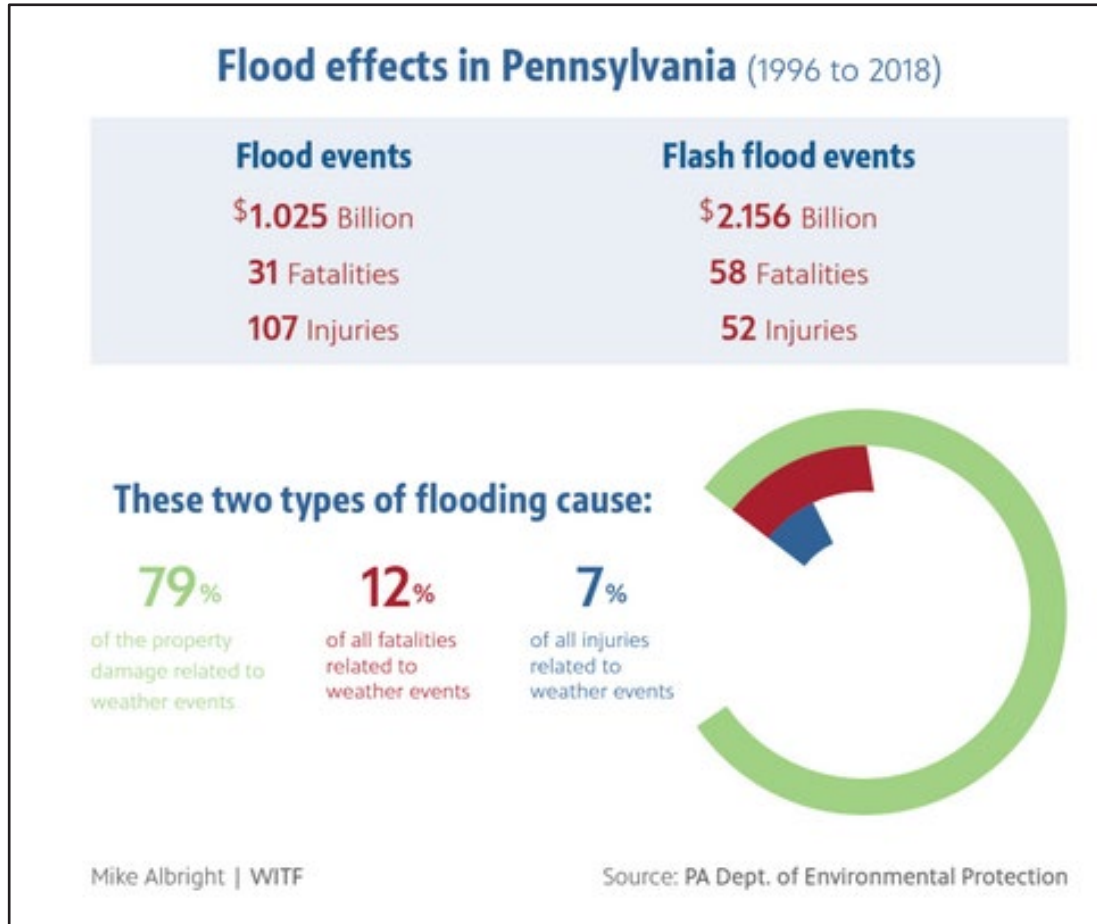 Flood effects in Pennsylvania (1996 to 2018)
Flood events
$1.025 Billion
31 Fatalities
107 Injuries
Flash flood events
$2.156 Billion
58 Fatalities
52 Injuries
These two types of flooding cause:
79%
of the property
damage related to
weather events
12%
of all fatalities
related to
weather events
7%
of all injuries
related to
weather events
Mike Albright | WITF
Source: PA Dept. of Environmental Protection